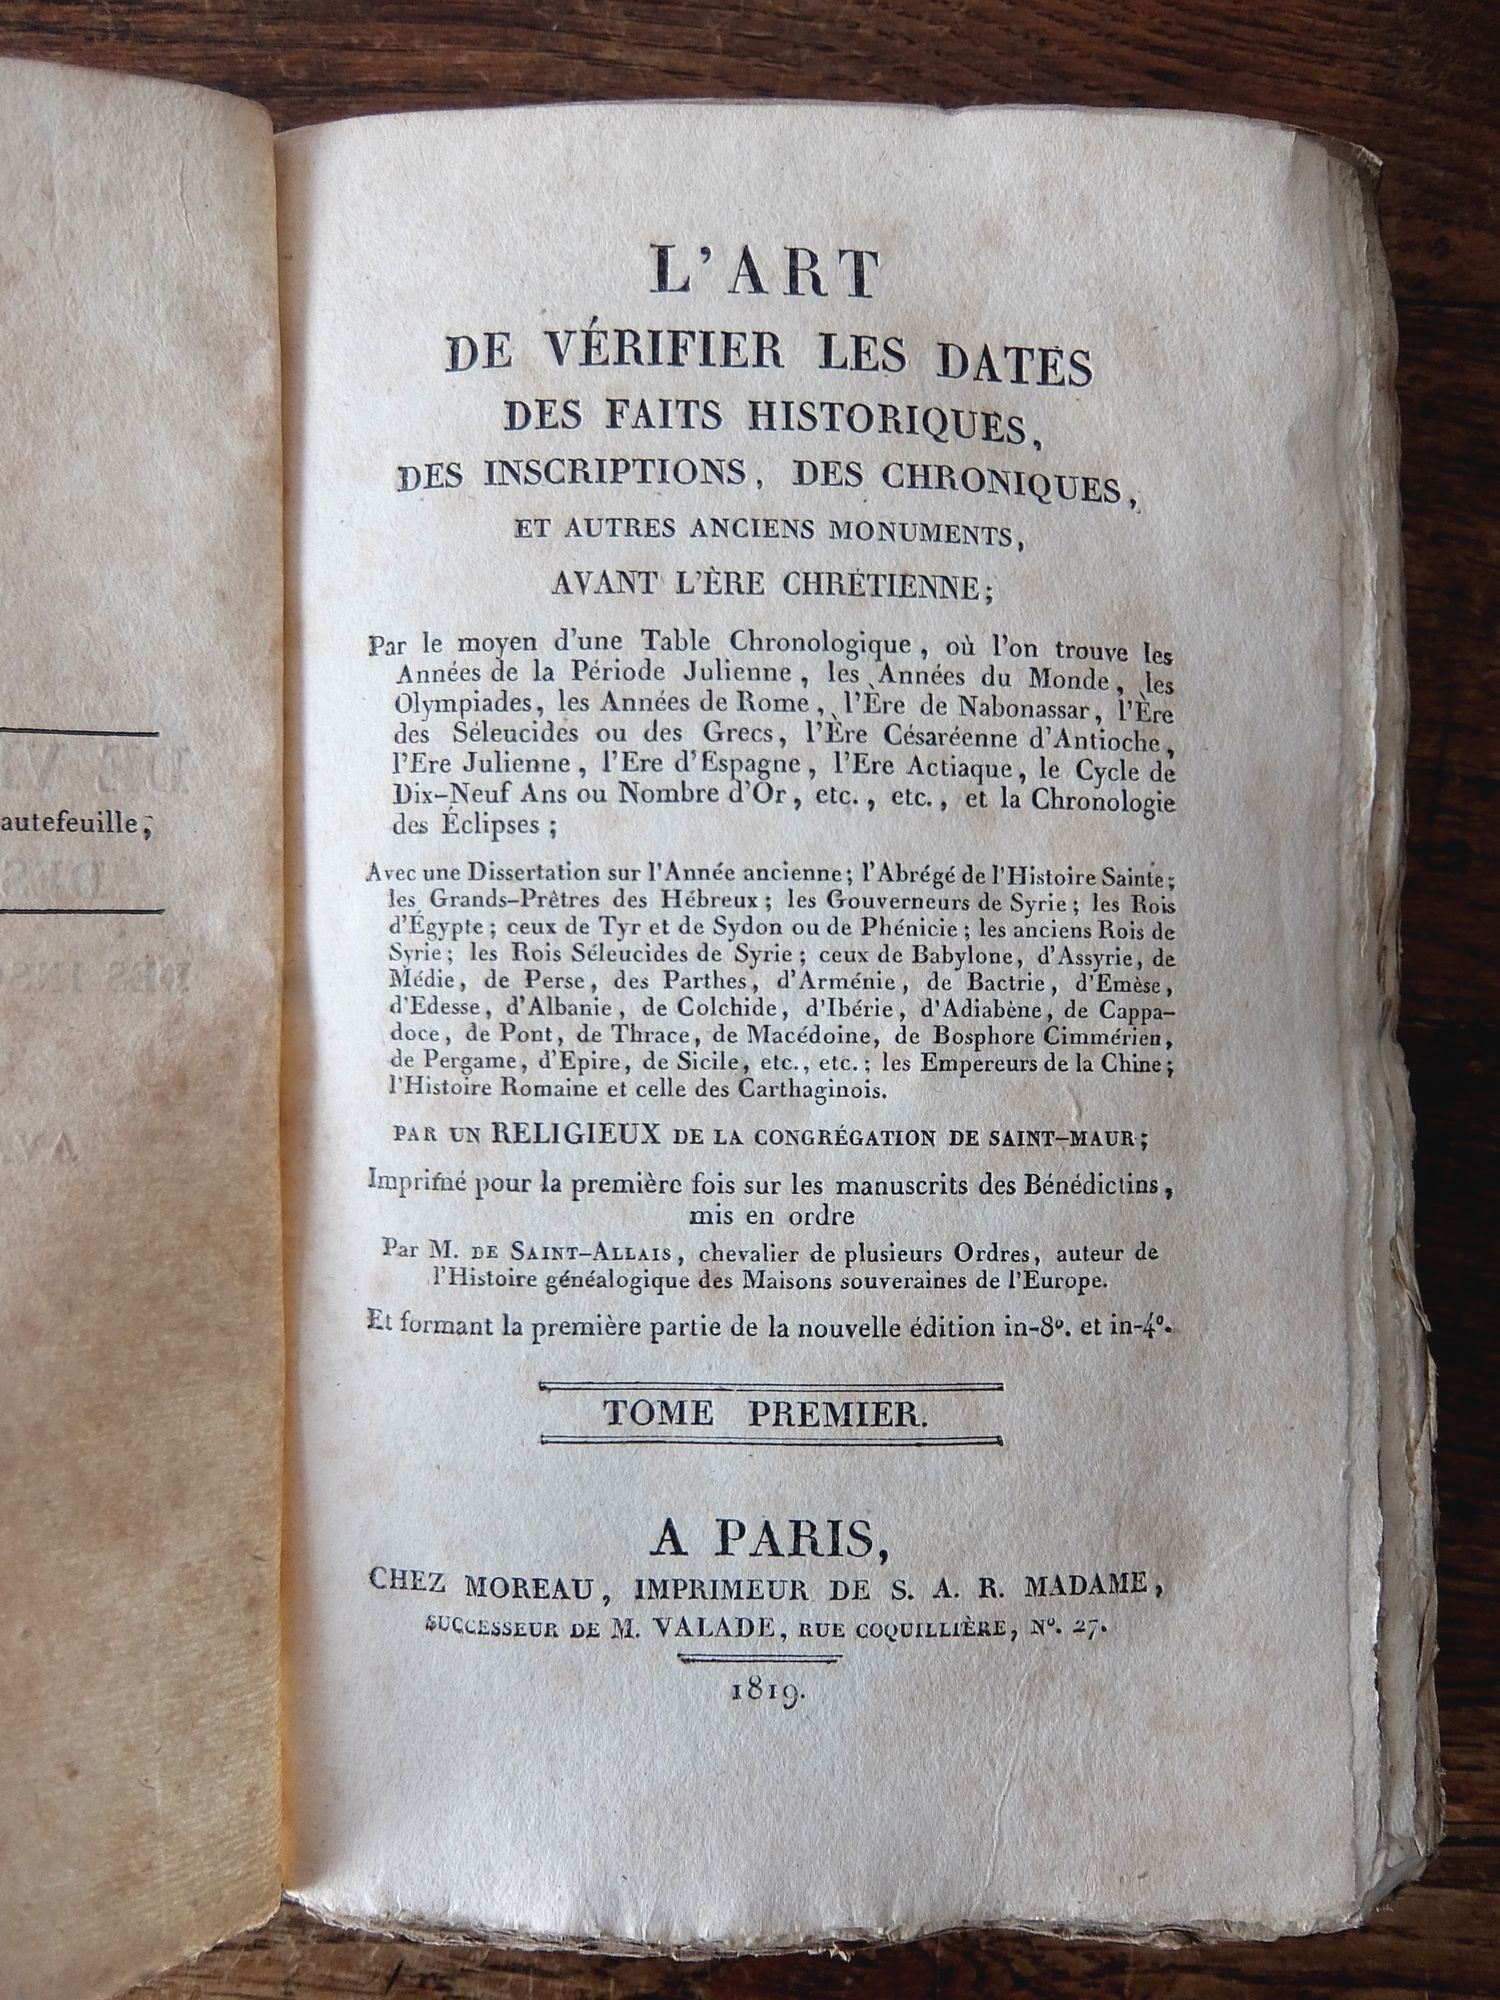 autefeuille,
L'ART
DE VÉRIFIER LES DATES
DES FAITS HISTORIQUES,
DES INSCRIPTIONS, DES CHRONIQUES,
ET AUTRES ANCIENS MONUMENTS,
AVANT L'ÈRE CHRÉTIENNE;
Par le moyen d'une Table Chronologique, où l'on trouve les
Années de la Période Julienne, les Années du Monde, les
Olympiades, les Années de Rome, l'Ère de Nabonassar, l'Ère
des Séleucides ou des Grecs, l'Ère Césaréenne d'Antioche,
l'Ere Julienne, l'Ere d'Espagne, l'Ere Actiaque, le Cycle de
Dix-Neuf Ans ou Nombre d'Or, etc., etc., et la Chronologie
des Éclipses;
Avec une Dissertation sur l'Année ancienne; l'Abrégé de l'Histoire Sainte;
les Grands-Prêtres des Hébreux; les Gouverneurs de Syrie; les Rois
d'Égypte; ceux de Tyr et de Sydon ou de Phénicie; les anciens Rois de
Syrie; les Rois Séleucides de Syrie; ceux de Babylone, d'Assyrie, de
Médie, de Perse, des Parthes, d'Arménie, de Bactrie, d'Emèse,
d'Edesse, d'Albanie, de Colchide, d'Ibérie, d'Adiabène, de Cappa-
doce, de Pont, de Thrace, de Macédoine, de Bosphore Cimmérien,
de Pergame, d'Epire, de Sicile, etc., etc.; les Empereurs de la Chine;
l'Histoire Romaine et celle des Carthaginois.
PAR UN RELIGIEUX DE LA CONGRÉGATION DE SAINT-MAUR;
Imprimé pour la première fois sur les manuscrits des Bénédictins,
mis en ordre
Par M. DE SAINT-ALLAIS, chevalier de plusieurs Ordres, auteur de
l'Histoire généalogique des Maisons souveraines de l'Europe.
Et formant la première partie de la nouvelle édition in-8º. et in-4º.
TOME PREMIER.
A PARIS,
CHEZ MOREAU, IMPRIMEUR DE S. A. R. MADAME,
SUCCESSEUR DE M. VALADE, RUE COQUILLIÈRE, Nº. 27.
1819.